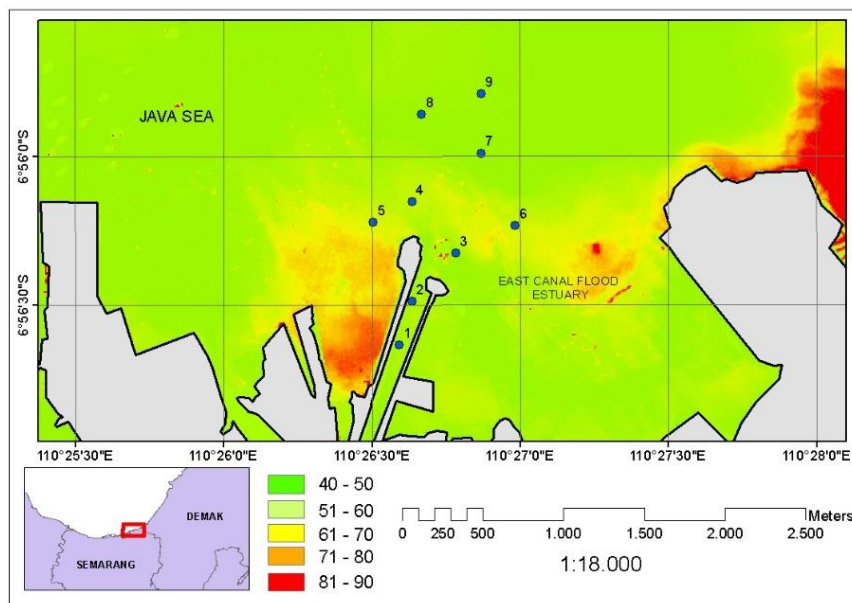 JAVA SEA
9
8
7
4
5
6
3
EAST CANAL FLOOD
ESTUARY
2
1
6°56'0"S
6°56'30"S
110°25'30"E
110°26'0"E
110°26'30"E
110°27'0"E
110°27'30"E
110°28'0"E
DEMAK
SEMARANG
40 - 50
51 - 60
61 - 70
71 - 80
81 - 90
Meters
0 250 500 1.000 1.500 2.000 2.500
1:18.000